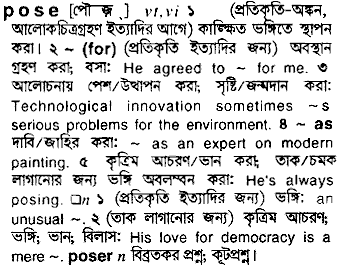 pose [পৌজ়্] vt,vi ১ (প্রতিকৃতি-অঙ্কন,
আলোকচিত্রগ্রহণ ইত্যাদির আগে) কাঙ্ক্ষিত ভঙ্গিতে স্থাপন
করা। ২ ~ (for) (প্রতিকৃতি ইত্যাদির জন্য) অবস্থান
গ্রহণ করা; বসা: He agreed to ~ for me. ৩
আলোচনায় পেশ/উত্থাপন করা; সৃষ্টি/জন্মদান করা:
Technological innovation sometimes ~s
serious problems for the environment. 8 ~ as
দাবি/জাহির করা: ~ as an expert on modern
painting. ৫ কৃত্রিম আচরণ/ভান করা; তাক/চমক
লাগানোর জন্য ভঙ্গি অবলম্বন করা: He's always
posing. □n ১ (প্রতিকৃতি ইত্যাদির জন্য) ভঙ্গি: an
unusual ~. ২ (তাক লাগানোর জন্য) কৃত্রিম আচরণ;
ভঙ্গি; ভান; বিলাস: His love for democracy is a
mere ~. poser n বিব্রতকর প্রশ্ন; কূটপ্রশ্ন।